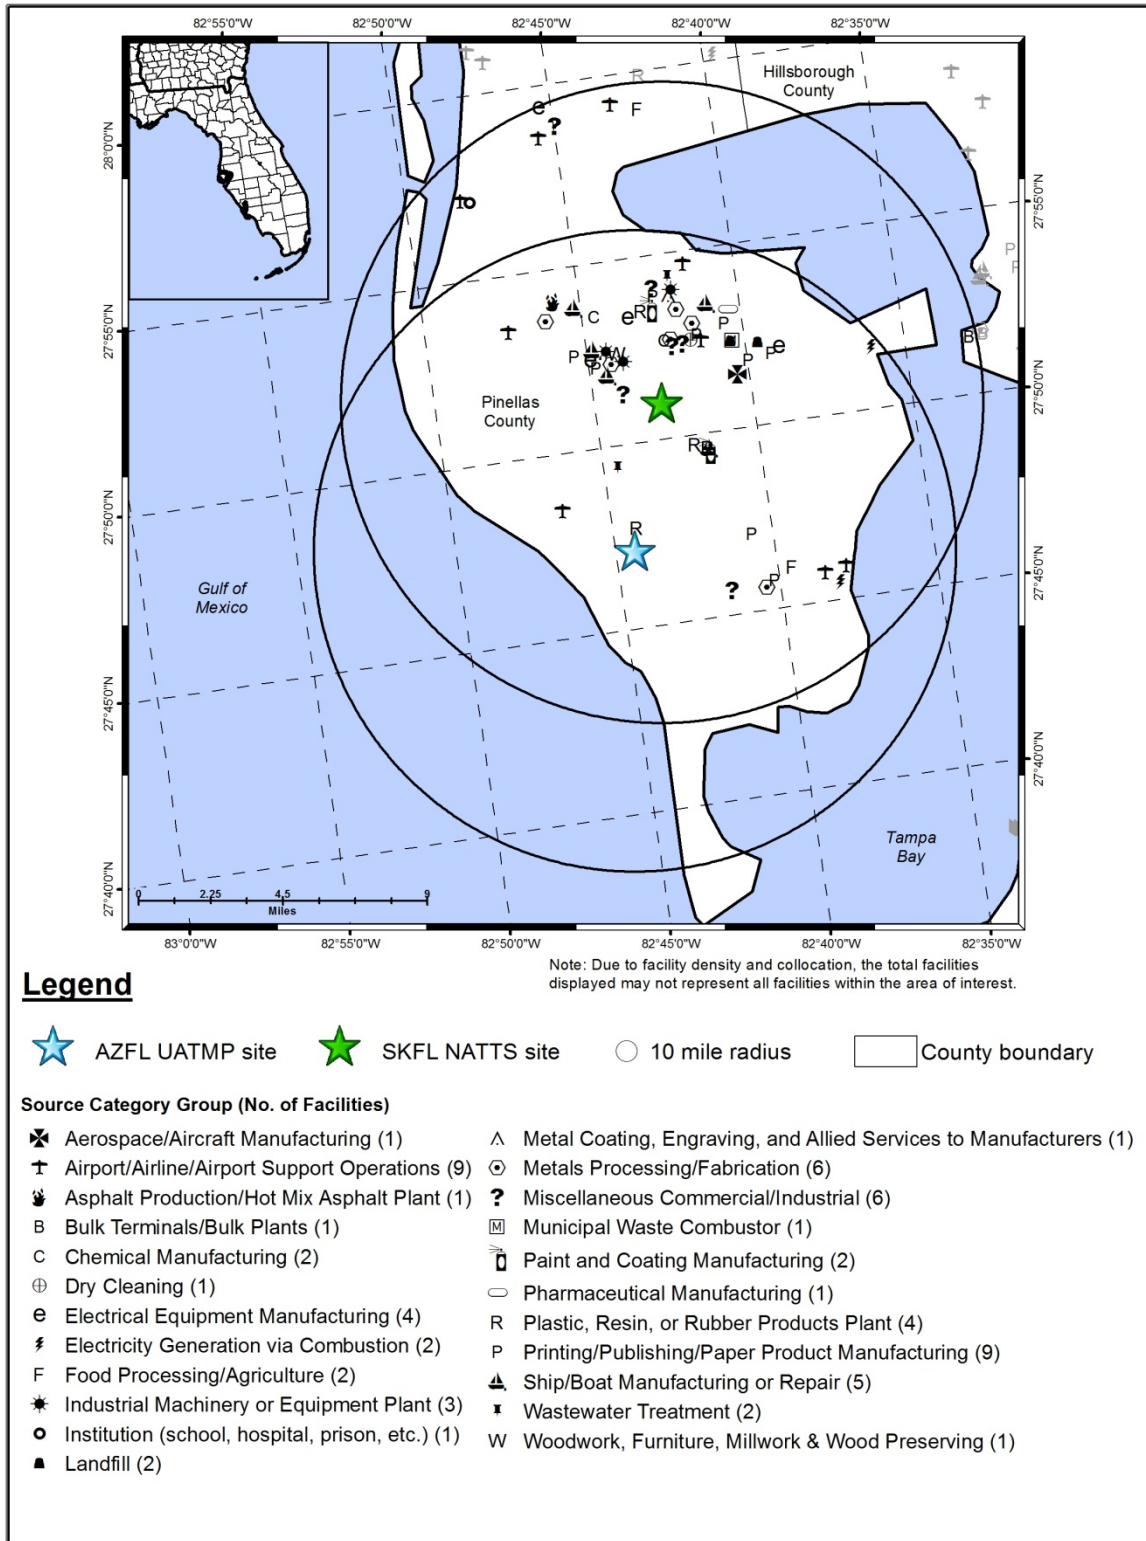 82°55'0"W
82°50'0"W
82°45'0"W
82°40'0"W
82°35'0"W
28°0'0"N
27°55'0"N
27°50'0"N
27°45'0"N
27°40'0"N
27°55'0"N
27°50'0"N
27°45'0"N
27°40'0"N
Hillsborough
County
R
e
F
P
P
C
R
e
P
P
P
e
B
P
W
e
P
Pinellas
County
R
R
P
F
P
Gulf of
Mexico
Tampa
Bay
0
2.25
4.5
9
Miles
83°0'0"W
82°55'0"W
82°50'0"W
82°45'0"W
82°40'0"W
82°35'0"W
Note: Due to facility density and collocation, the total facilities
displayed may not represent all facilities within the area of interest.
Legend
AZFL UATMP site
SKFL NATTS site
10 mile radius
County boundary
Source Category Group (No. of Facilities)
Aerospace/Aircraft Manufacturing (1)
Airport/Airline/Airport Support Operations (9)
Asphalt Production/Hot Mix Asphalt Plant (1)
B Bulk Terminals/Bulk Plants (1)
C Chemical Manufacturing (2)
Dry Cleaning (1)
e Electrical Equipment Manufacturing (4)
Electricity Generation via Combustion (2)
F Food Processing/Agriculture (2)
Industrial Machinery or Equipment Plant (3)
Institution (school, hospital, prison, etc.) (1)
Landfill (2)
Metal Coating, Engraving, and Allied Services to Manufacturers (1)
Metals Processing/Fabrication (6)
? Miscellaneous Commercial/Industrial (6)
M Municipal Waste Combustor (1)
Paint and Coating Manufacturing (2)
Pharmaceutical Manufacturing (1)
R Plastic, Resin, or Rubber Products Plant (4)
P Printing/Publishing/Paper Product Manufacturing (9)
Ship/Boat Manufacturing or Repair (5)
Wastewater Treatment (2)
W Woodwork, Furniture, Millwork & Wood Preserving (1)